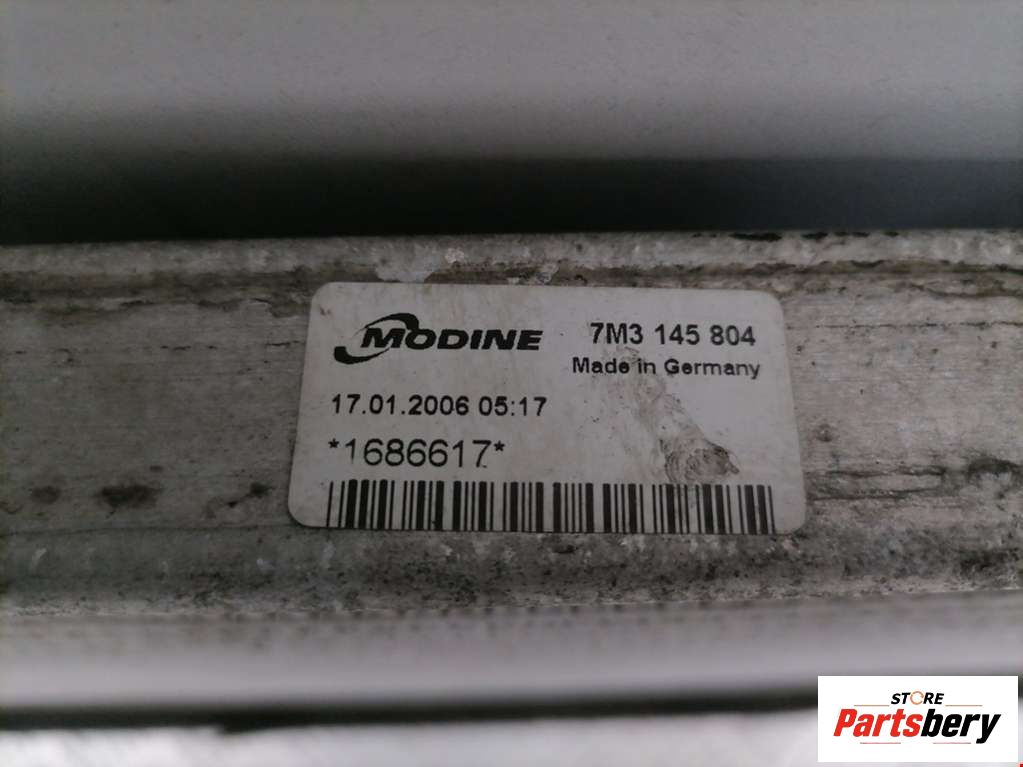 MODINE
7M3 145 804
Made in Germany
17.01.2006 05:17
*1686617*
STORE
Partsbery